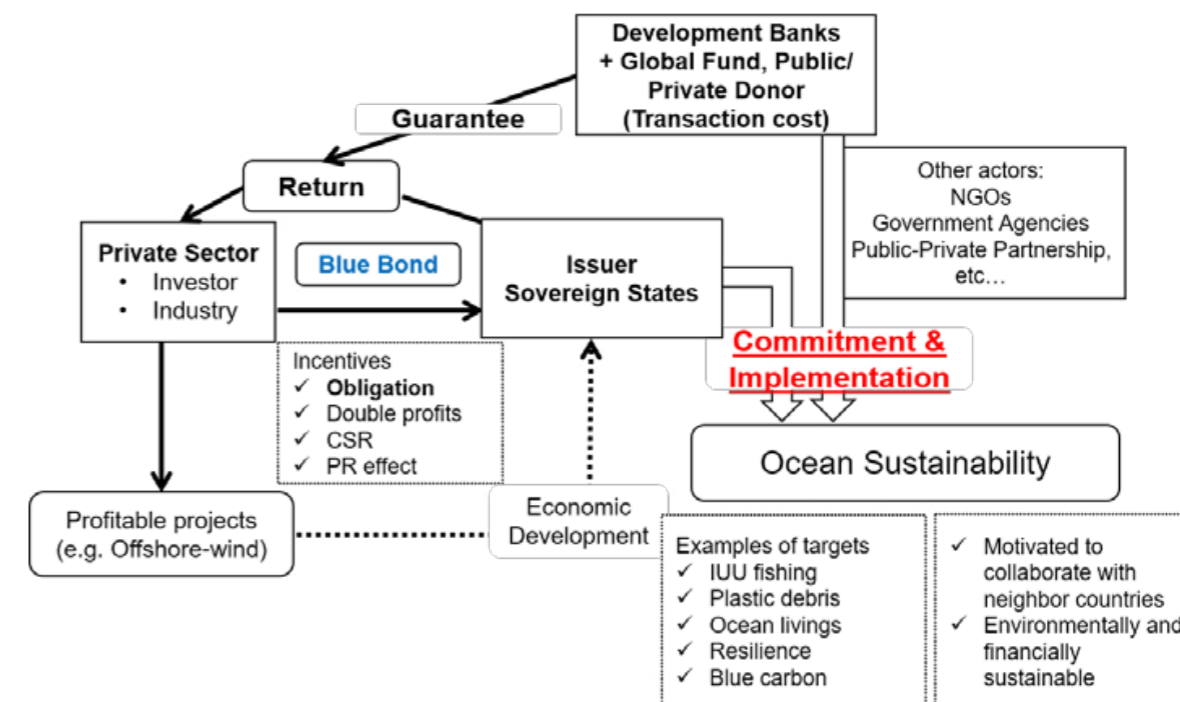 Development Banks
+ Global Fund, Public/
Private Donor
(Transaction cost)
Guarantee
Return
Other actors:
NGOs
Government Agencies
Public-Private Partnership,
etc…
Private Sector
• Investor
• Industry
Blue Bond
Issuer
Sovereign States
Commitment &
Implementation
Incentives
✓ Obligation
✓ Double profits
✓ CSR
✓ PR effect
Ocean Sustainability
Profitable projects
(e.g. Offshore-wind)
Economic
Development
Examples of targets
✓ IUU fishing
✓ Plastic debris
✓ Ocean livings
✓ Resilience
✓ Blue carbon
✓ Motivated to
collaborate with
neighbor countries
✓ Environmentally and
financially
sustainable